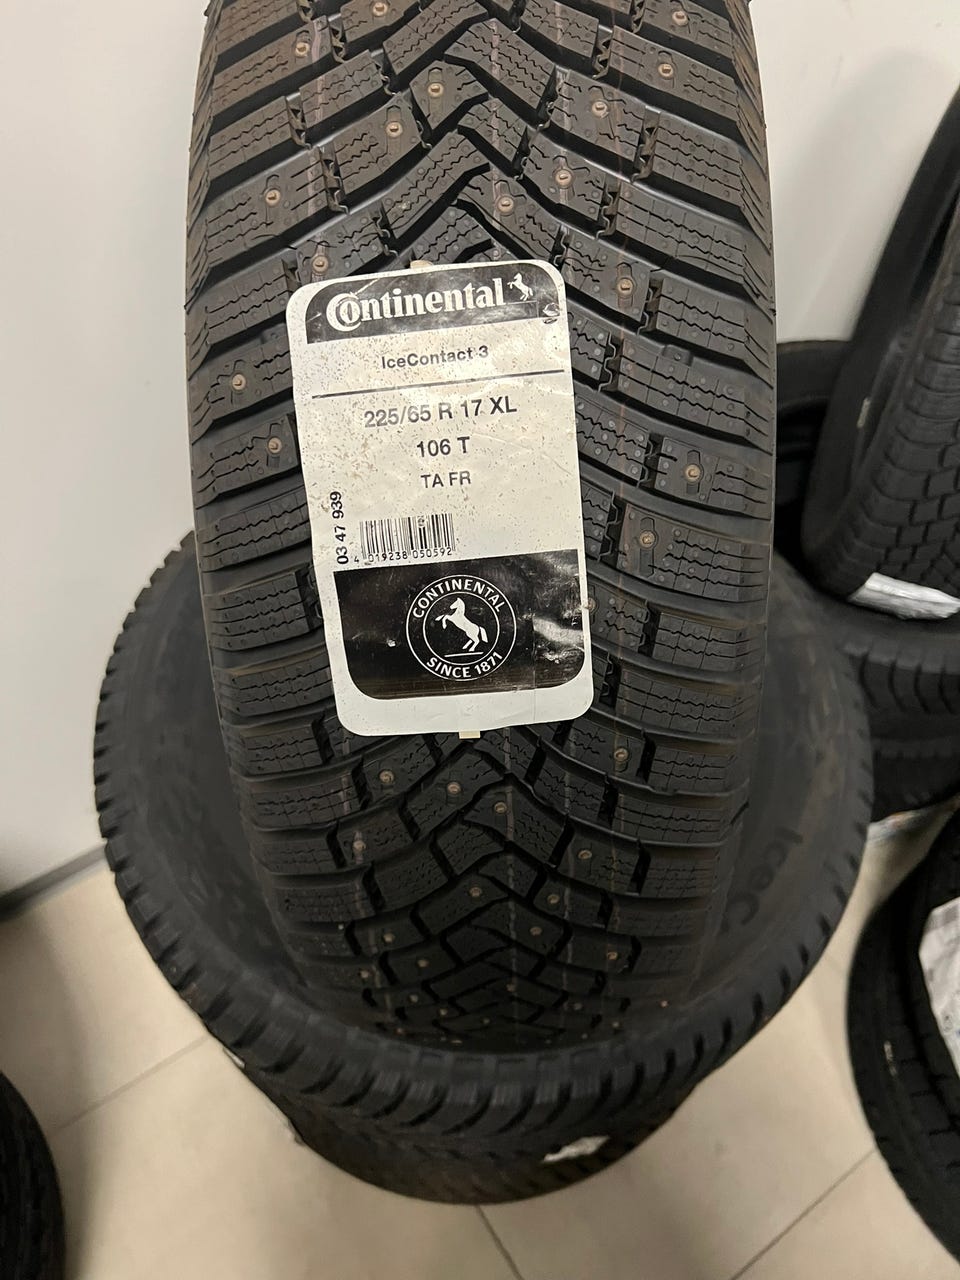 Continental
IceContact 3
225/65 R 17 XL
106 T
TA FR
03 47 939
4 019238 050592
CONTINENTAL
SINCE 1871
IceC